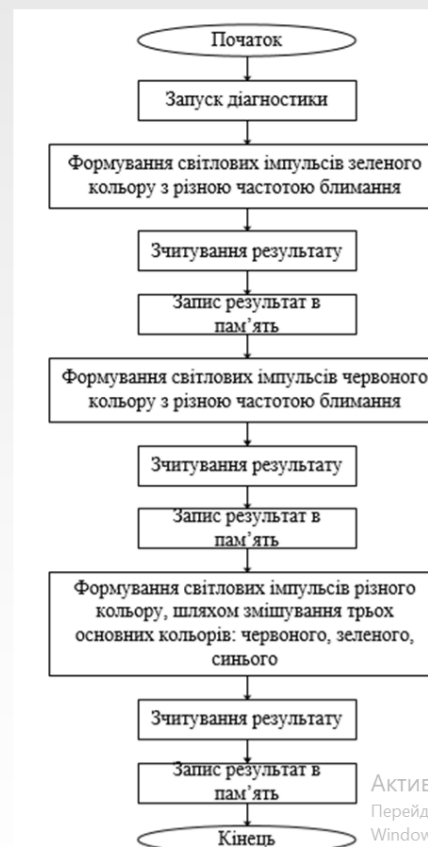 Початок
Запуск діагностики
Формування світлових імпульсів зеленого
кольору з різною частотою блимання
Зчитування результату
Запис результат в
пам’ять
Формування світлових імпульсів червоного
кольору з різною частотою блимання
Зчитування результату
Запис результат в
пам’ять
Формування світлових імпульсів різного
кольору, шляхом змішування трьох
основних кольорів: червоного, зеленого,
синього
Зчитування результату
Запис результат в
пам’ять
Кінець
Window